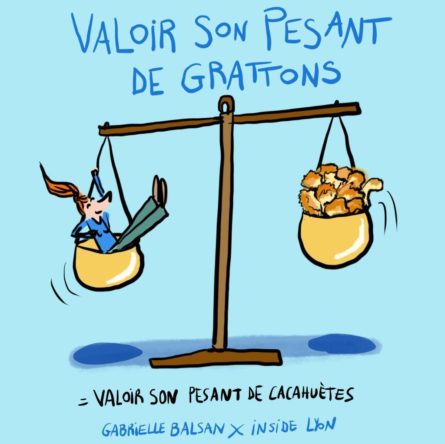 VALOIR SON PESANT
DE GRATTONS
= VALOIR SON PESANT DE CACAHUÈTES
GABRIELLE BALSAN X INSIDE LYON